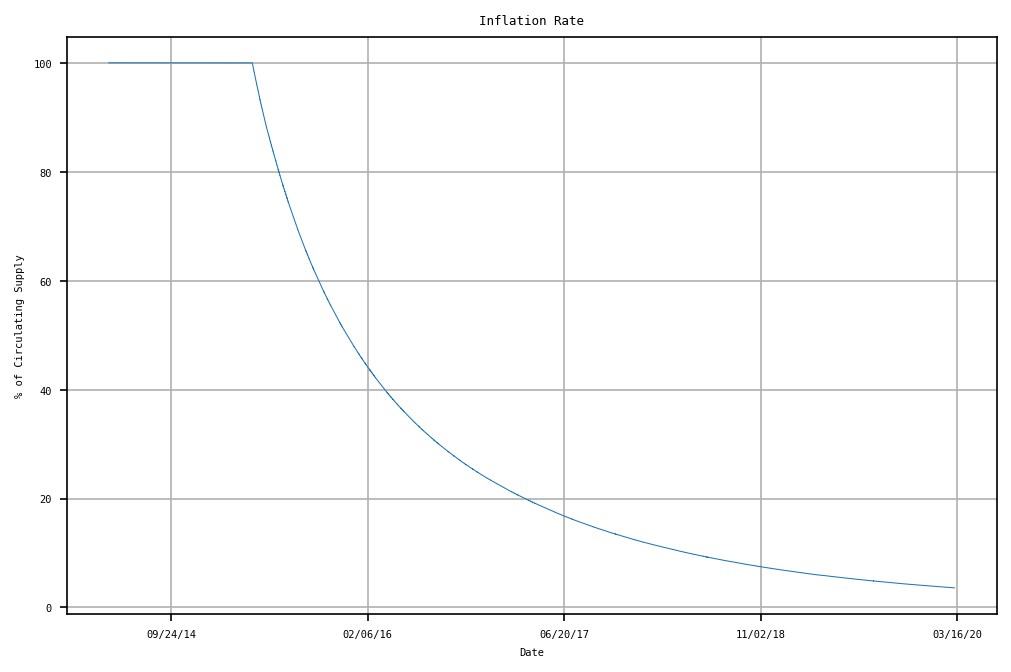 Inflation Rate
100
80
60
40
20
0
% of Circulating Supply
09/24/14 02/06/16 06/20/17 11/02/18 03/16/20
Date